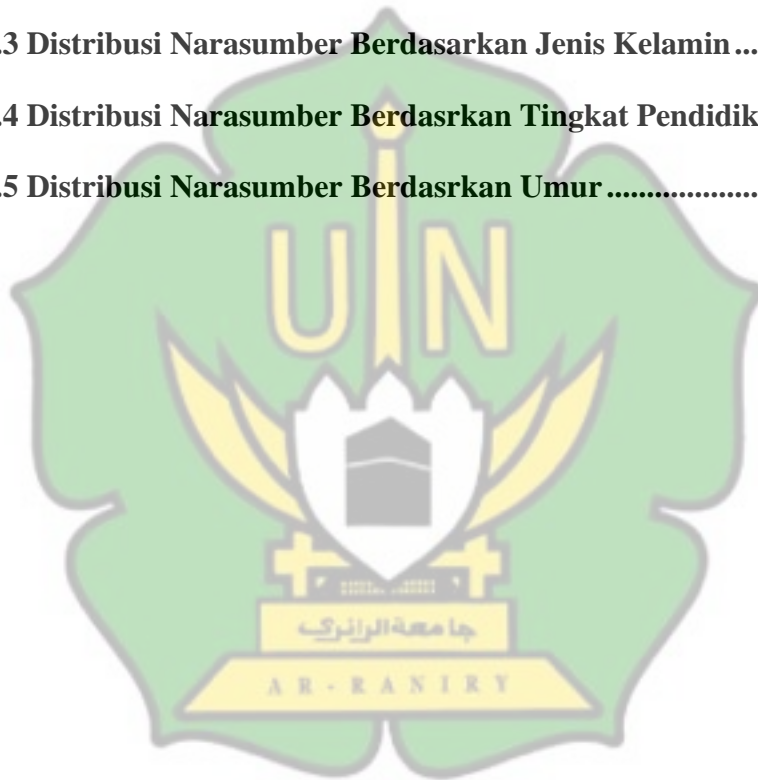 .3 Distribusi Narasumber Berdasarkan Jenis Kelamin ...
.4 Distribusi Narasumber Berdasrkan Tingkat Pendidik
.5 Distribusi Narasumber Berdasrkan Umur ...................
UIN
جامعة الرانري
AR - RANIRY